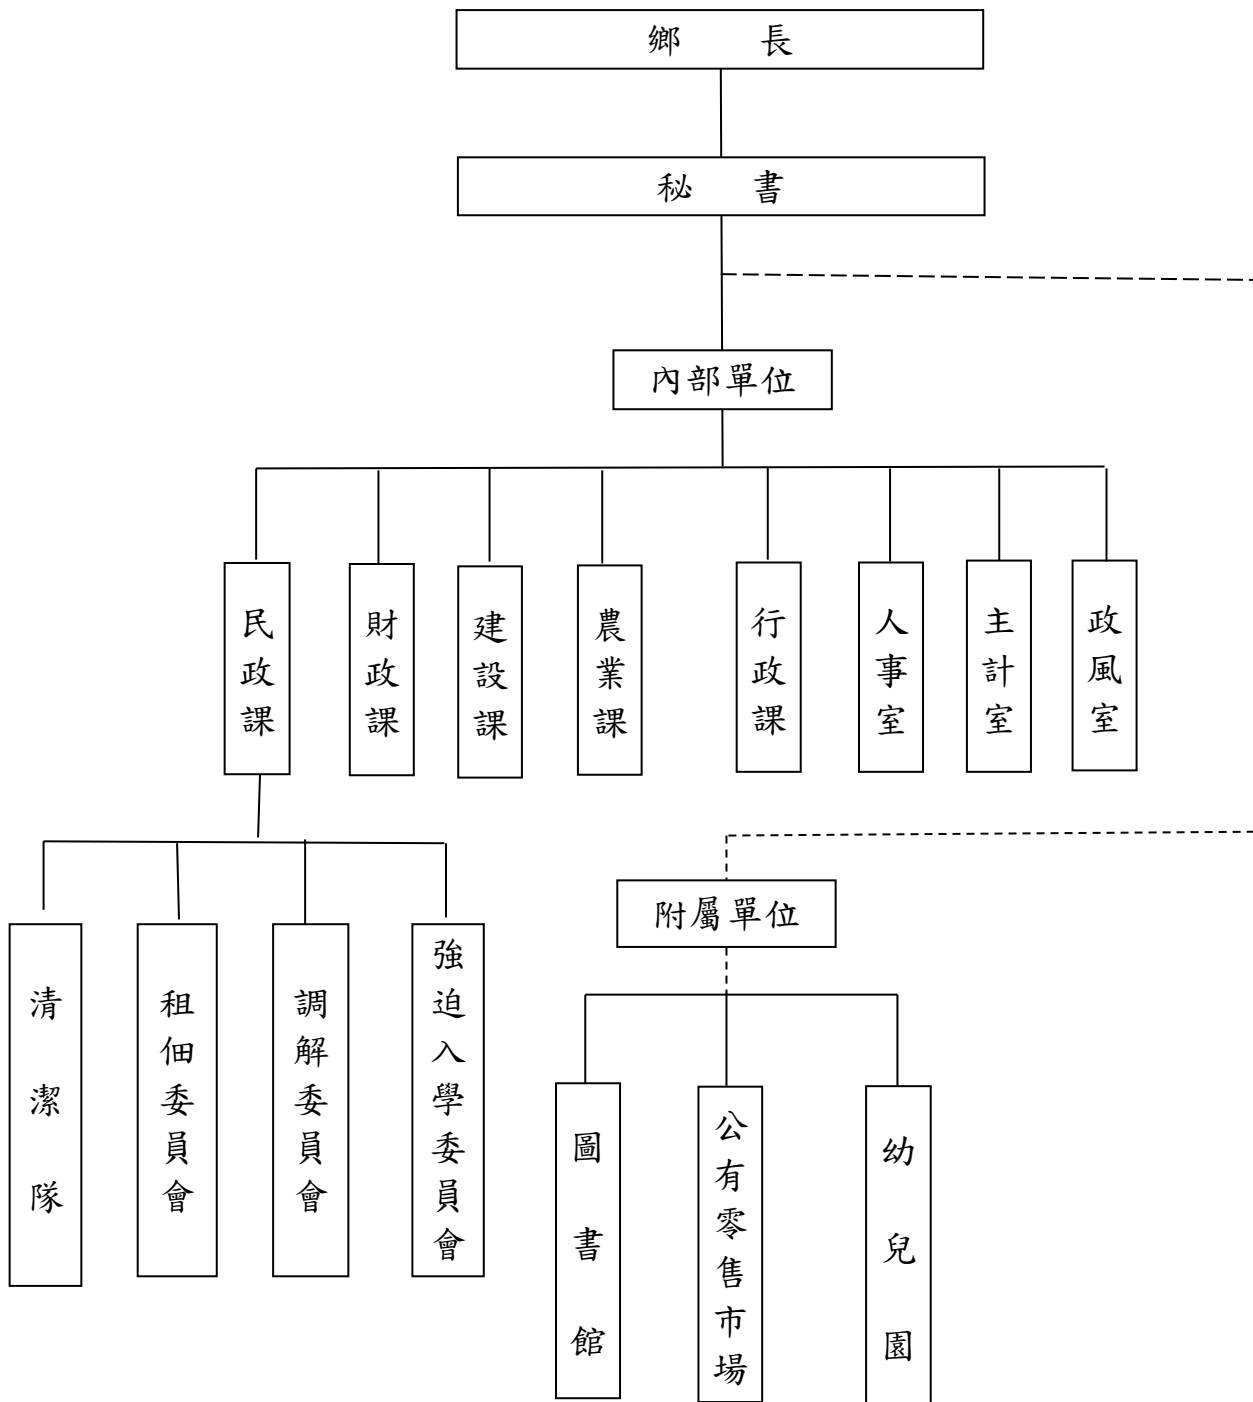 鄉長
秘書
內部單位
民政課
財政課
建設課
農業課
行政課
人事室
主計室
政風室
清潔隊
租佃委員會
調解委員會
強迫入學委員會
附屬單位
圖書館
公有零售市場
幼兒園